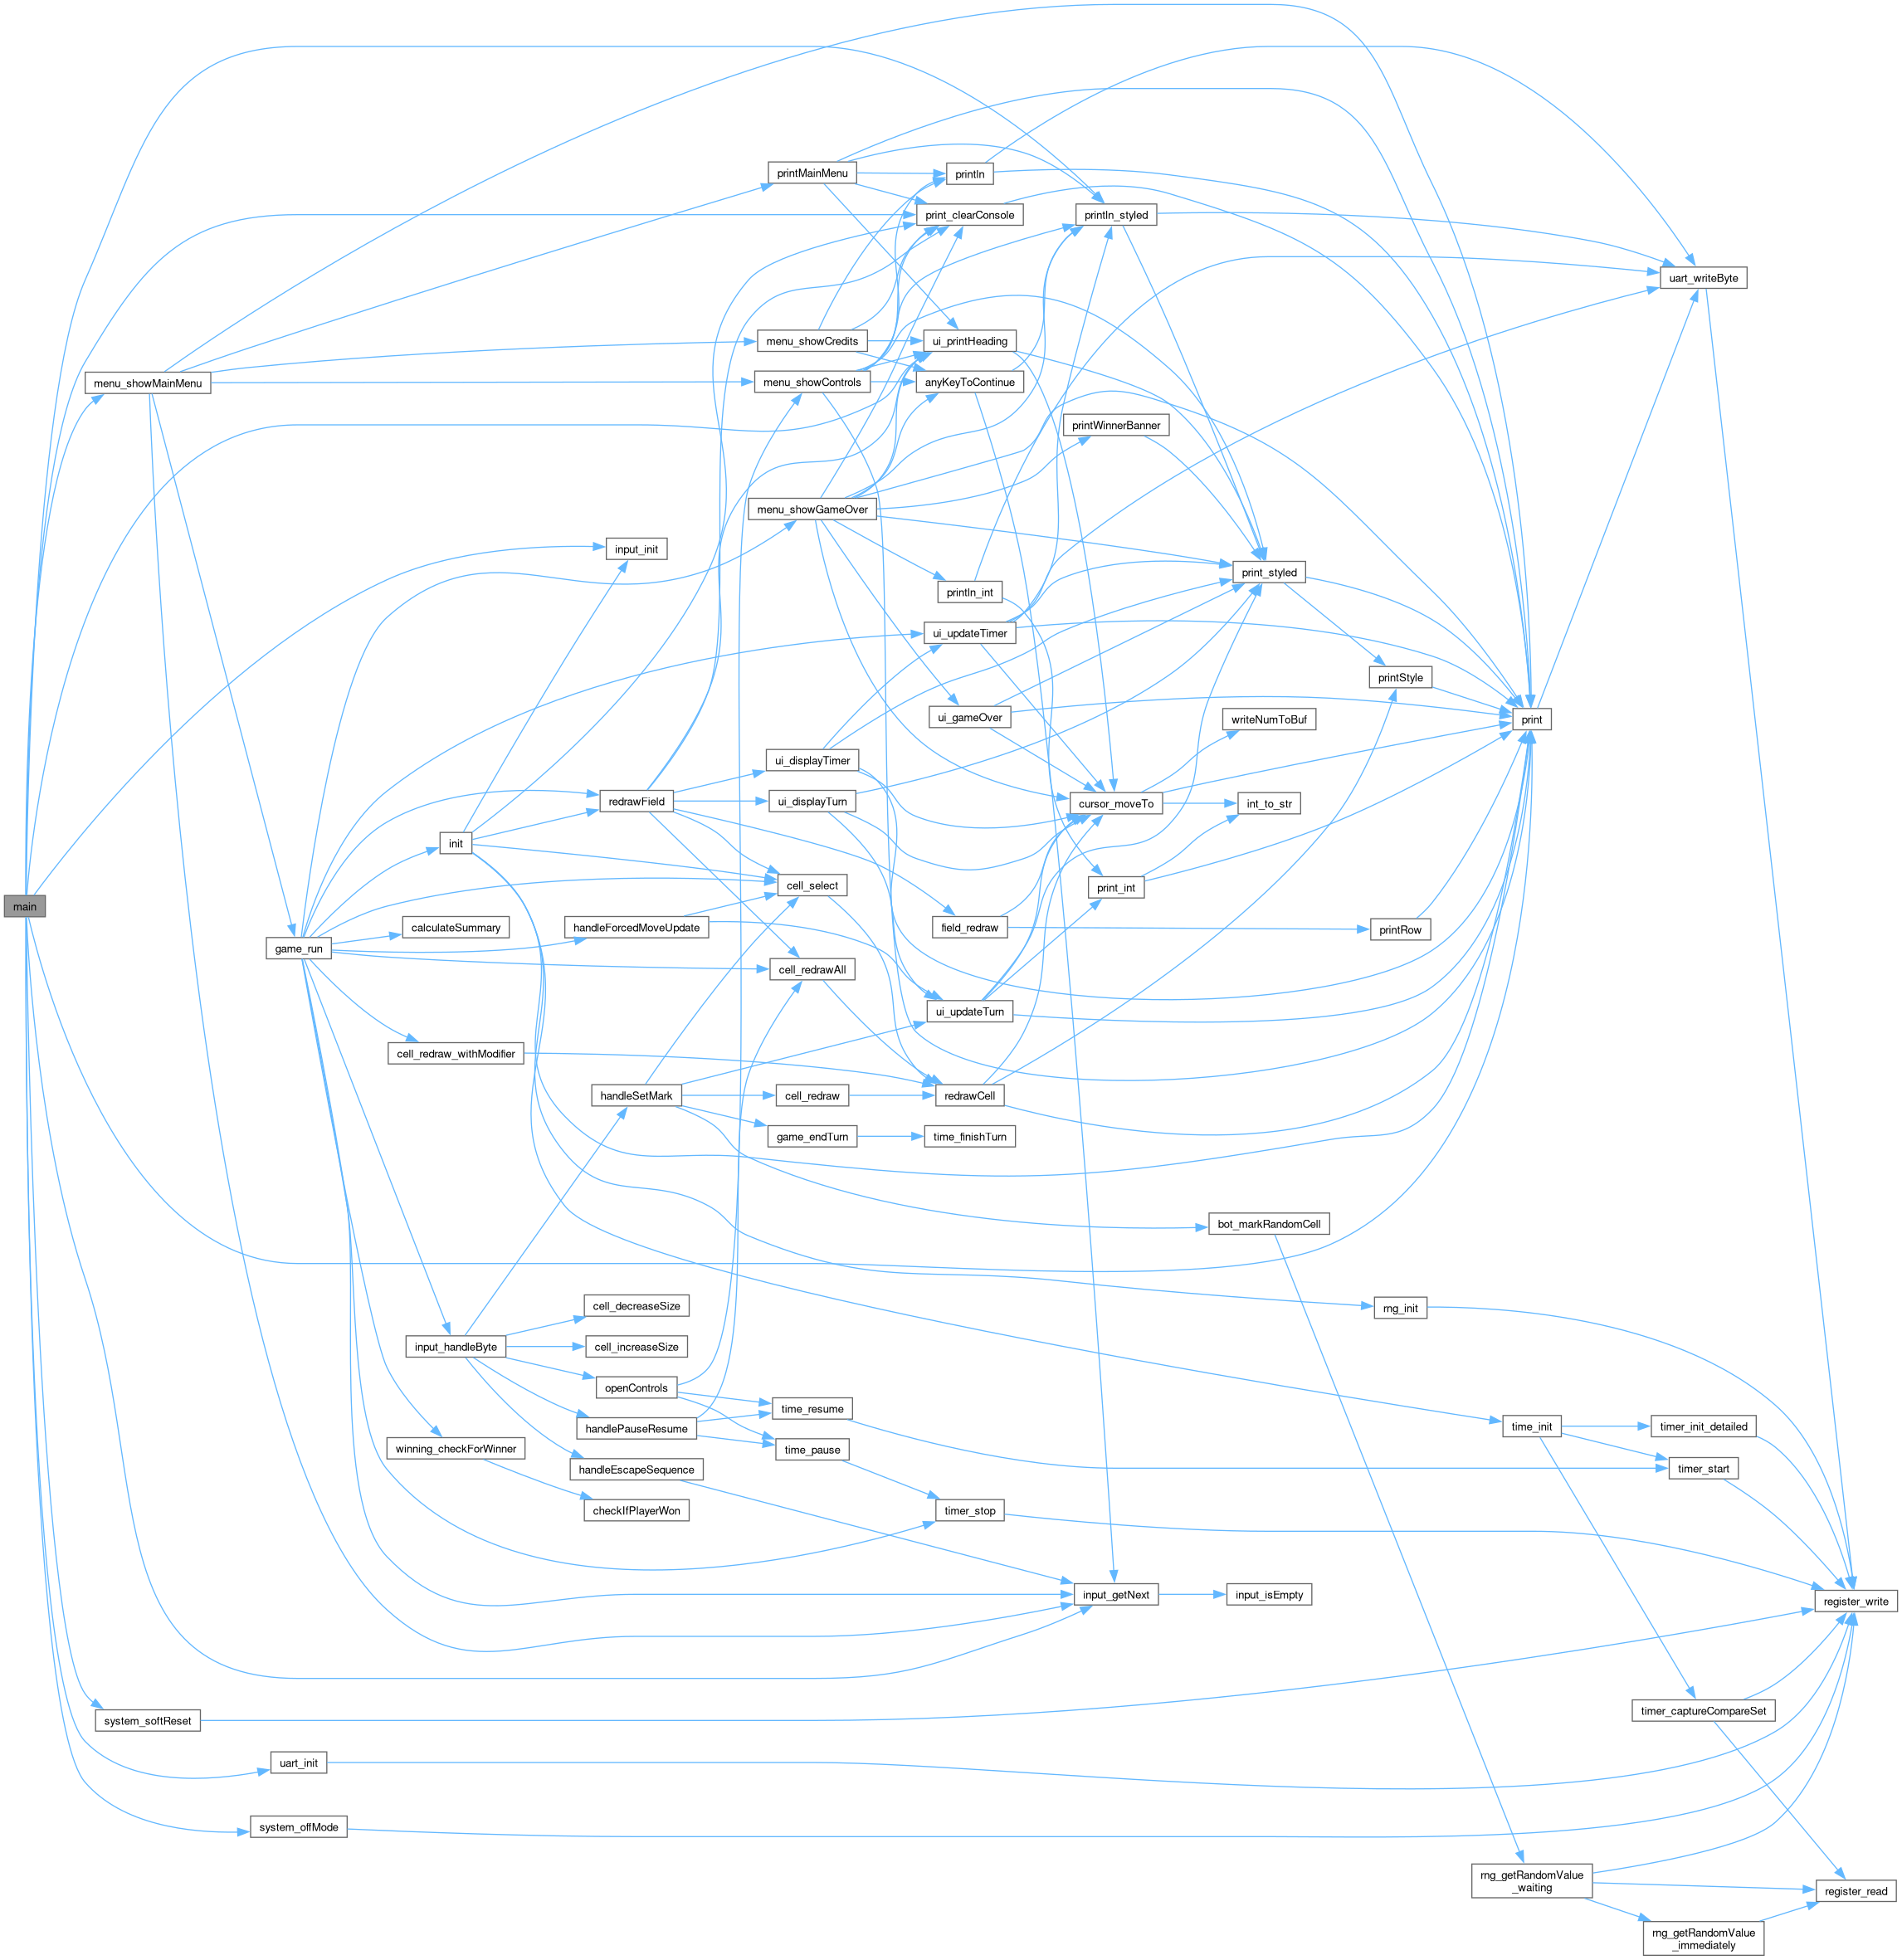 main
menu_showMainMenu
system_softReset
game_run
uart_init
system_offMode
init
calculateSummary
cell_redraw_withModifier
input_handleByte
winning_checkForWinner
input_init
redrawField
handleForcedMoveUpdate
handleSetMark
cell_decreaseSize
cell_increaseSize
openControls
handlePauseResume
handleEscapeSequence
checkIfPlayerWon
printMainMenu
menu_showCredits
menu_showControls
menu_showGameOver
ui_displayTimer
ui_displayTurn
cell_select
cell_redrawAll
cell_redraw
game_endTurn
time_resume
time_pause
println
print_clearConsole
ui_printHeading
anyKeyToContinue
println_int
ui_updateTimer
ui_gameOver
field_redraw
ui_updateTurn
redrawCell
time_finishTurn
timer_stop
println_styled
printWinnerBanner
cursor_moveTo
print_int
input_getNext
print_styled
writeNumToBuf
int_to_str
bot_markRandomCell
input_isEmpty
printStyle
printRow
rng_init
print
time_init
rng_getRandomValue
_waiting
uart_writeByte
timer_init_detailed
timer_start
timer_captureCompareSet
rng_getRandomValue
_immediately
register_write
register_read